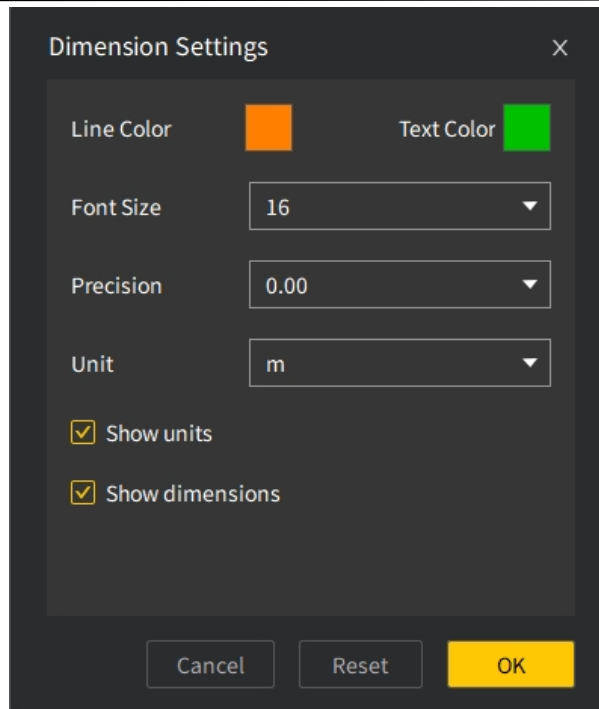 Dimension Settings X
Line Color Text Color
Font Size 16
Precision 0.00
Unit m
Show units
Show dimensions
Cancel Reset OK